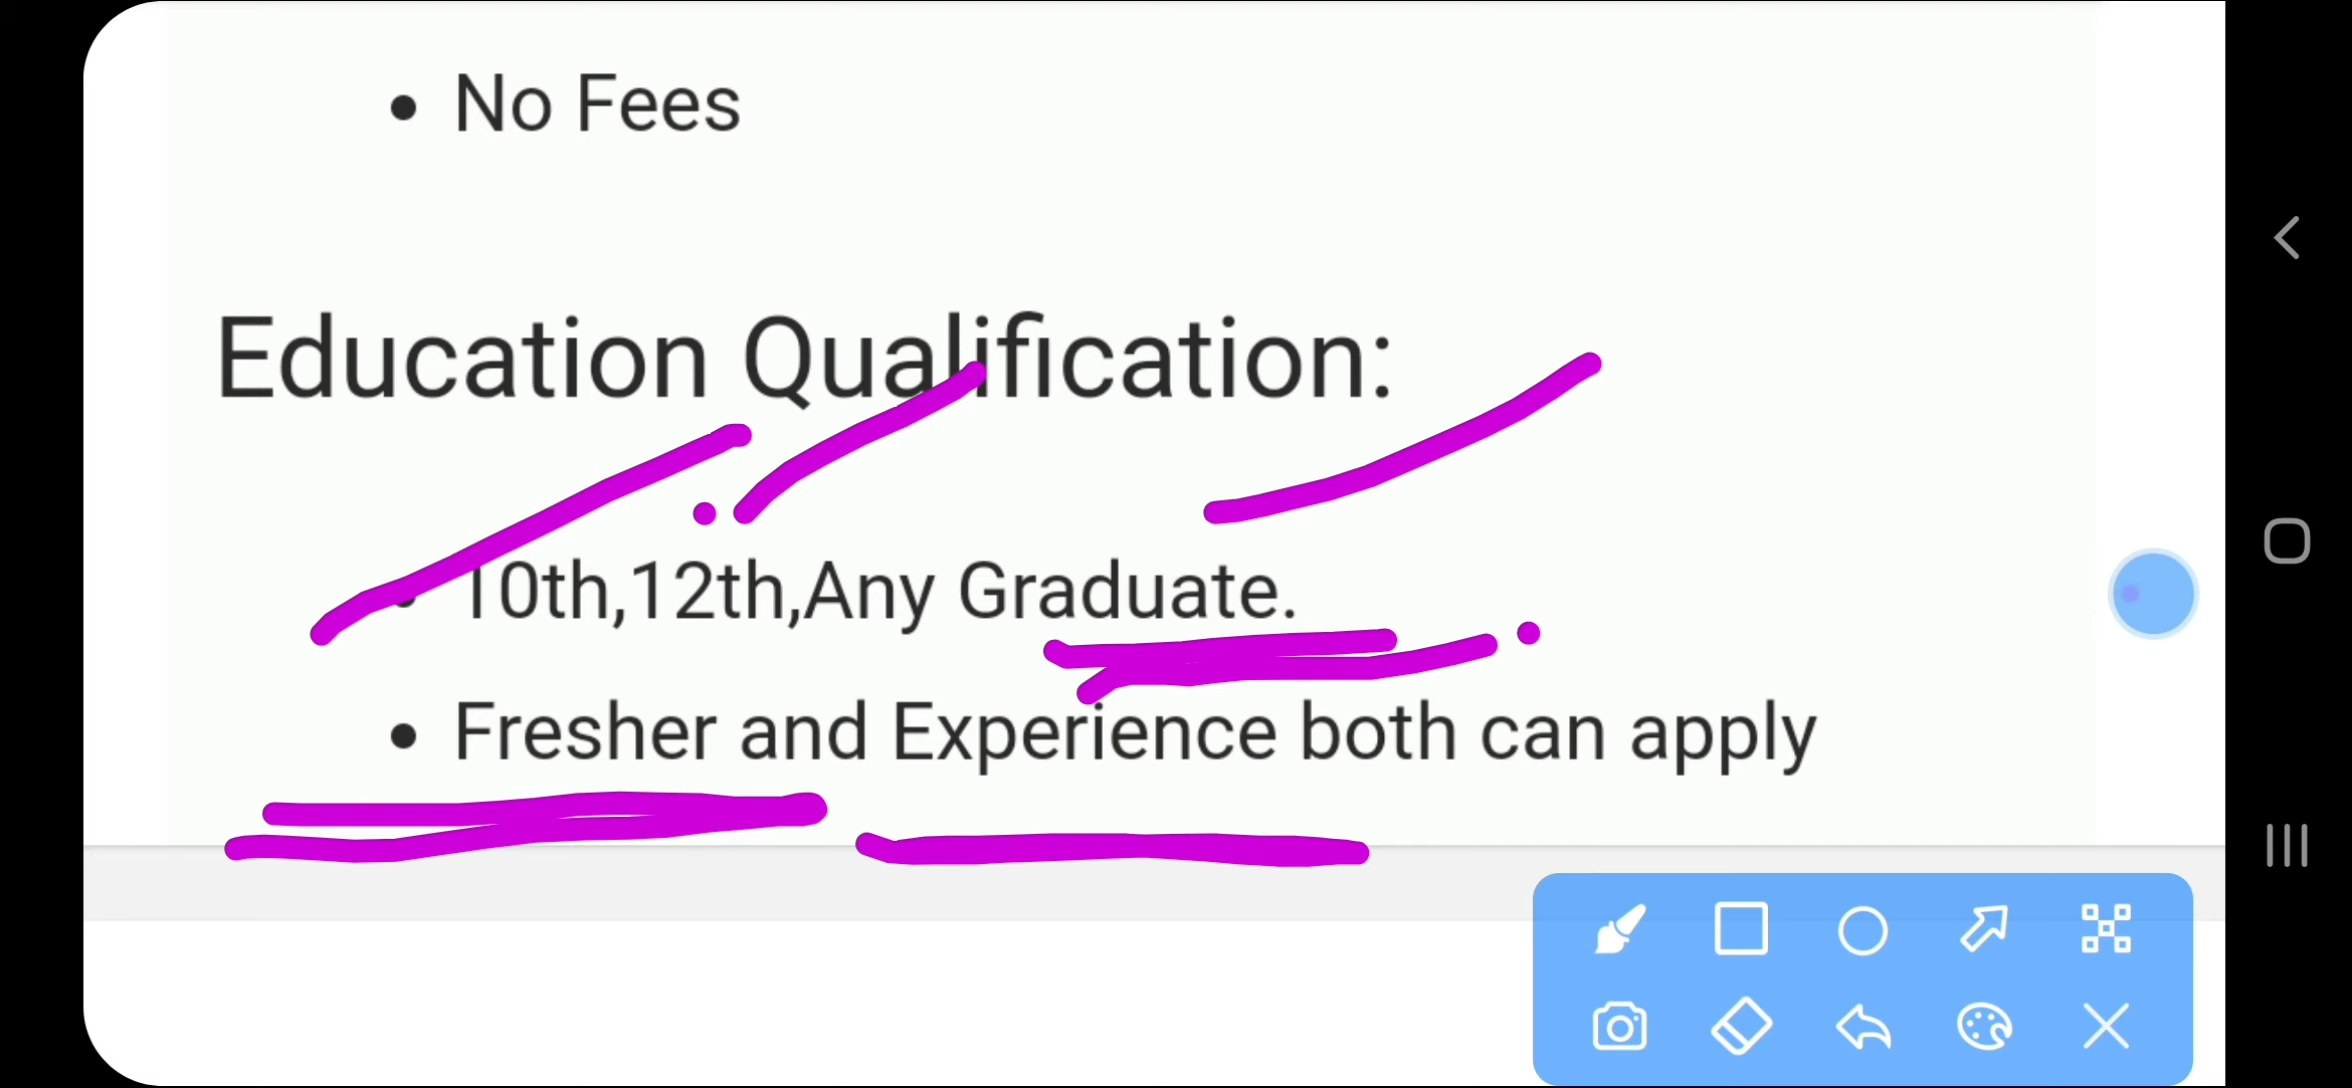 No Fees
Education Qualification:
10th,12th,Any Graduate.
Fresher and Experience both can apply